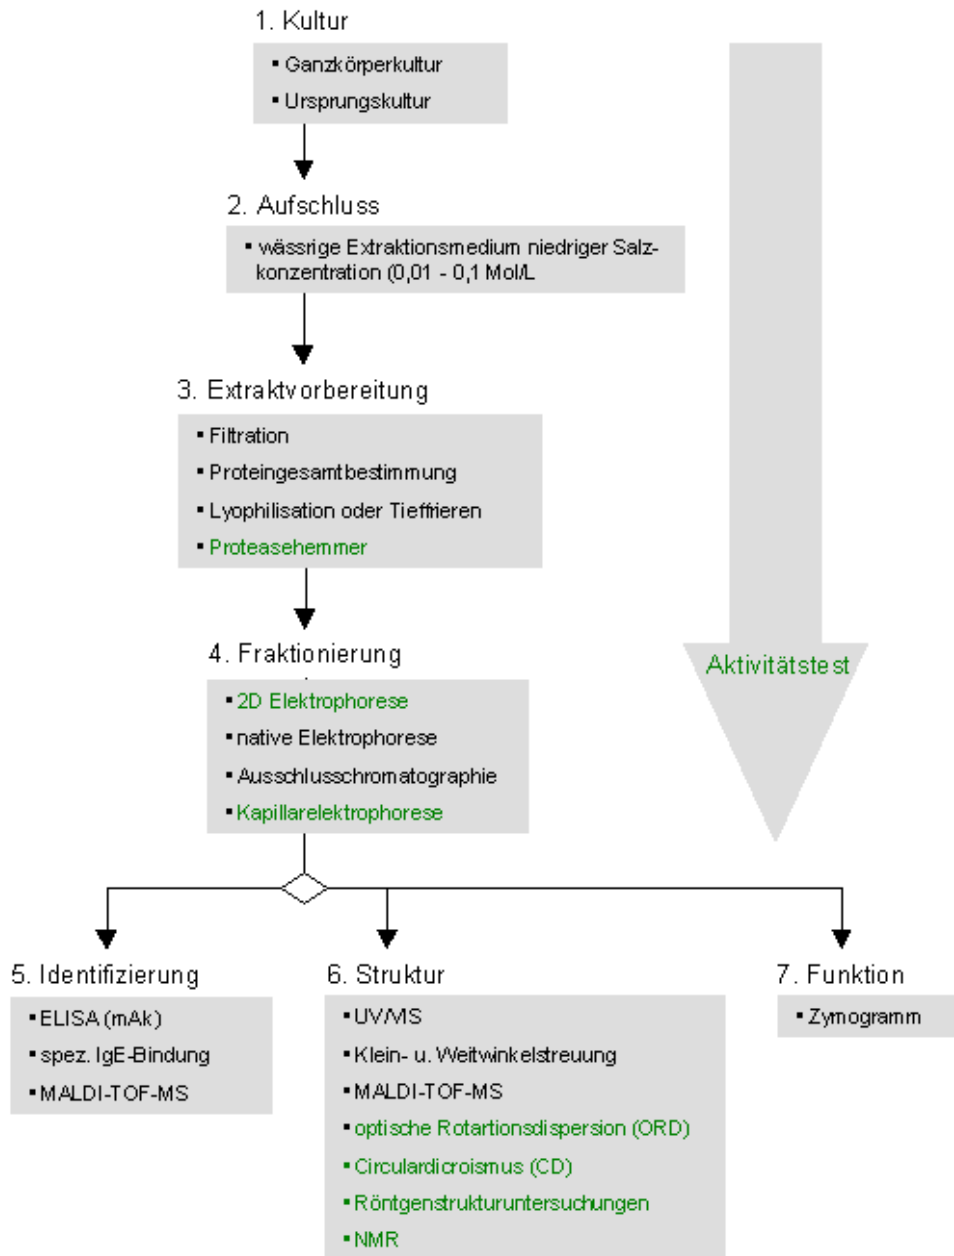 1. Kultur
▪ Ganzkörperkultur
▪ Ursprungskultur
2. Aufschluss
▪ wässrige Extraktionsmedium niedriger Salz-
konzentration (0,01 - 0,1 Mol/L
3. Extraktvorbereitung
▪ Filtration
▪ Proteingesamtbestimmung
▪ Lyophilisation oder Tieffrieren
▪ Proteasehemmer
4. Fraktionierung
▪ 2D Elektrophorese
▪ native Elektrophorese
▪ Ausschlusschromatographie
▪ Kapillarelektrophorese
Aktivitätstest
5. Identifizierung
▪ ELISA (mAk)
▪ spez. IgE-Bindung
▪ MALDI-TOF-MS
6. Struktur
▪ UV/MS
▪ Klein- u. Weitwinkelstreuung
▪ MALDI-TOF-MS
▪ optische Rotartionsdispersion (ORD)
▪ Circulardicroismus (CD)
▪ Röntgenstrukturuntersuchungen
▪ NMR
7. Funktion
▪ Zymogramm